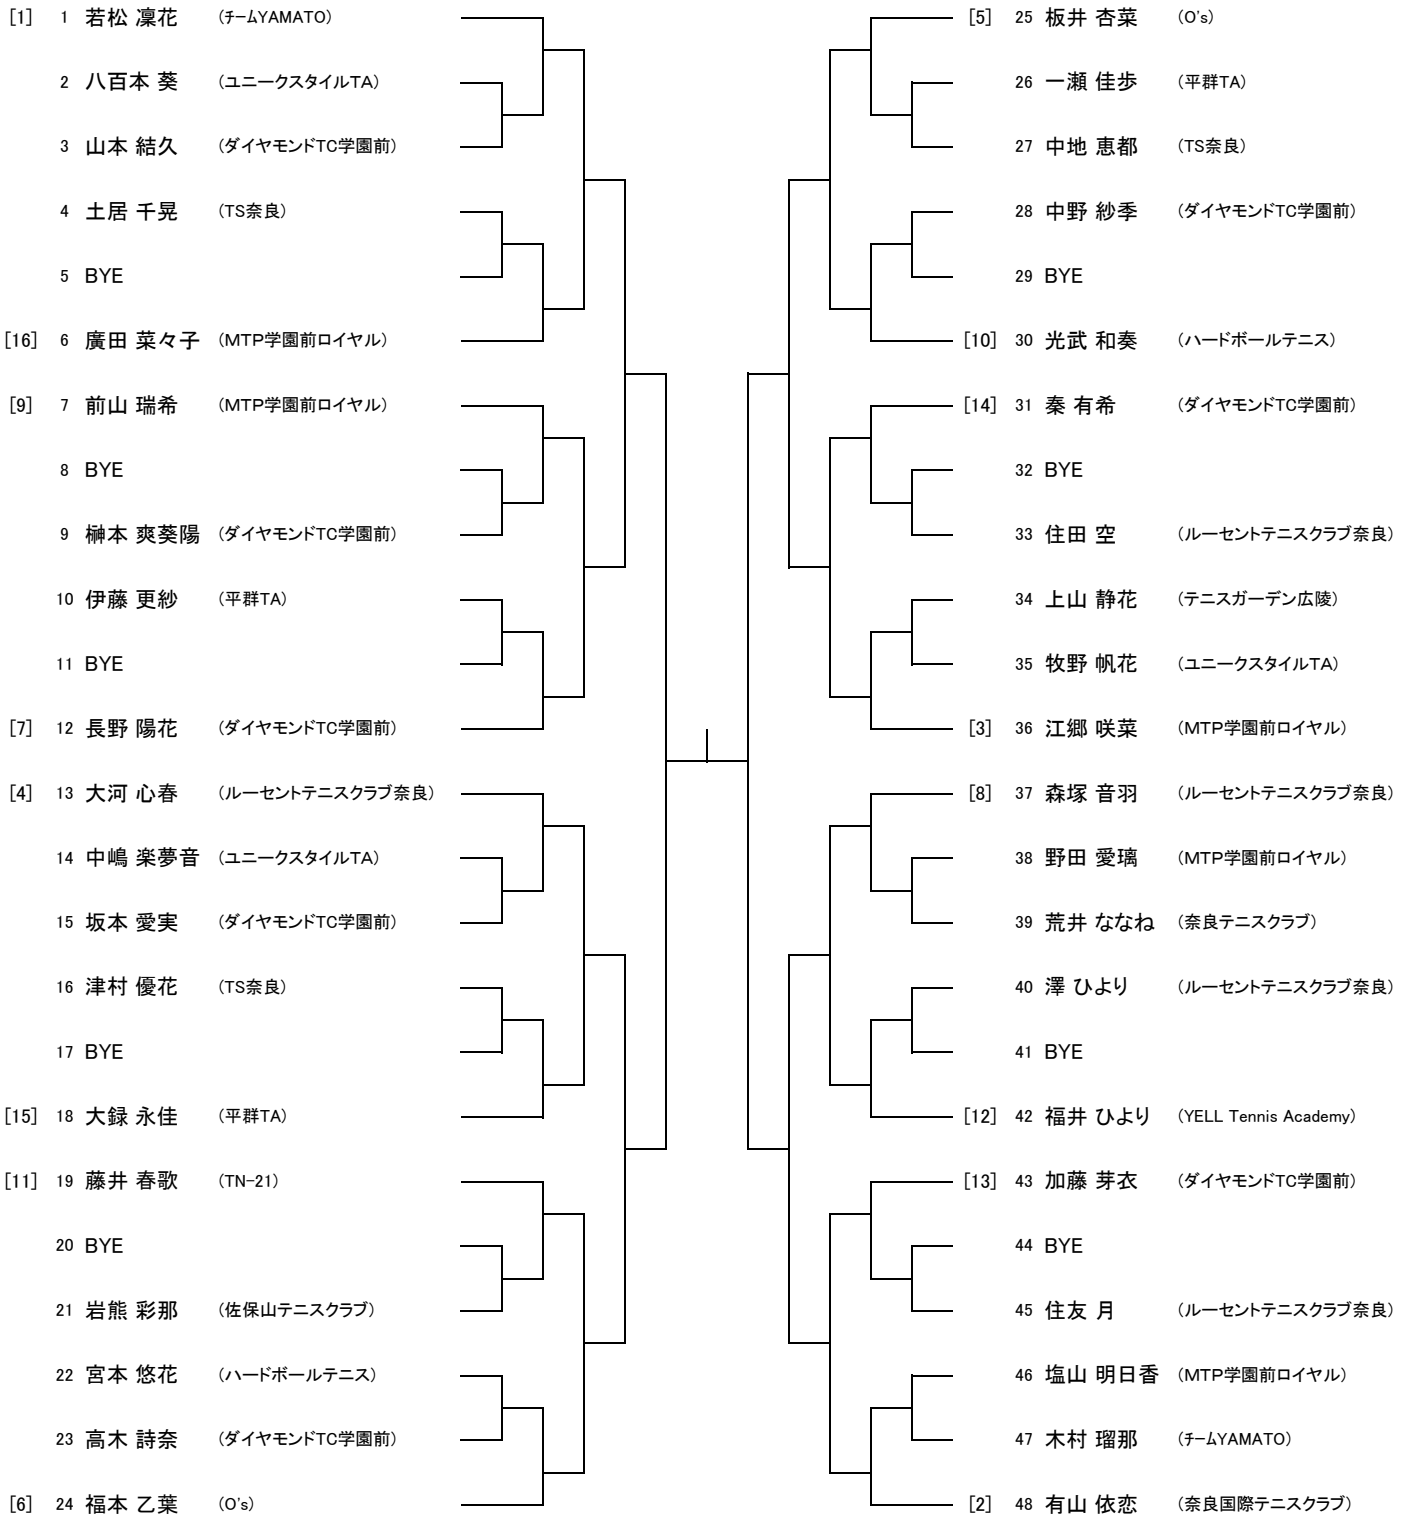 [1] 1 若松 凜花 (チームYAMATO)
2 八百本 葵 (ユニークスタイルTA)
3 山本 結久 (ダイヤモンドTC学園前)
4 土居 千晃 (TS奈良)
5 BYE
[16] 6 廣田 菜々子 (MTP学園前ロイヤル)
[9] 7 前山 瑞希 (MTP学園前ロイヤル)
8 BYE
9 榊本 爽葵陽 (ダイヤモンドTC学園前)
10 伊藤 更紗 (平群TA)
11 BYE
[7] 12 長野 陽花 (ダイヤモンドTC学園前)
[4] 13 大河 心春 (ルーセントテニスクラブ奈良)
14 中嶋 楽夢音 (ユニークスタイルTA)
15 坂本 愛実 (ダイヤモンドTC学園前)
16 津村 優花 (TS奈良)
17 BYE
[15] 18 大録 永佳 (平群TA)
[11] 19 藤井 春歌 (TN-21)
20 BYE
21 岩熊 彩那 (佐保山テニスクラブ)
22 宮本 悠花 (ハードボールテニス)
23 高木 詩奈 (ダイヤモンドTC学園前)
[6] 24 福本 乙葉 (O's)
[5] 25 板井 杏菜 (O's)
26 一瀬 佳歩 (平群TA)
27 中地 恵都 (TS奈良)
28 中野 紗季 (ダイヤモンドTC学園前)
29 BYE
[10] 30 光武 和奏 (ハードボールテニス)
[14] 31 秦 有希 (ダイヤモンドTC学園前)
32 BYE
33 住田 空 (ルーセントテニスクラブ奈良)
34 上山 静花 (テニスガーデン広陵)
35 牧野 帆花 (ユニークスタイルTA)
[3] 36 江郷 咲菜 (MTP学園前ロイヤル)
[8] 37 森塚 音羽 (ルーセントテニスクラブ奈良)
38 野田 愛璃 (MTP学園前ロイヤル)
39 荒井 ななね (奈良テニスクラブ)
40 澤 ひより (ルーセントテニスクラブ奈良)
41 BYE
[12] 42 福井 ひより (YELL Tennis Academy)
[13] 43 加藤 芽衣 (ダイヤモンドTC学園前)
44 BYE
45 住友 月 (ルーセントテニスクラブ奈良)
46 塩山 明日香 (MTP学園前ロイヤル)
47 木村 瑠那 (チームYAMATO)
[2] 48 有山 依恋 (奈良国際テニスクラブ)